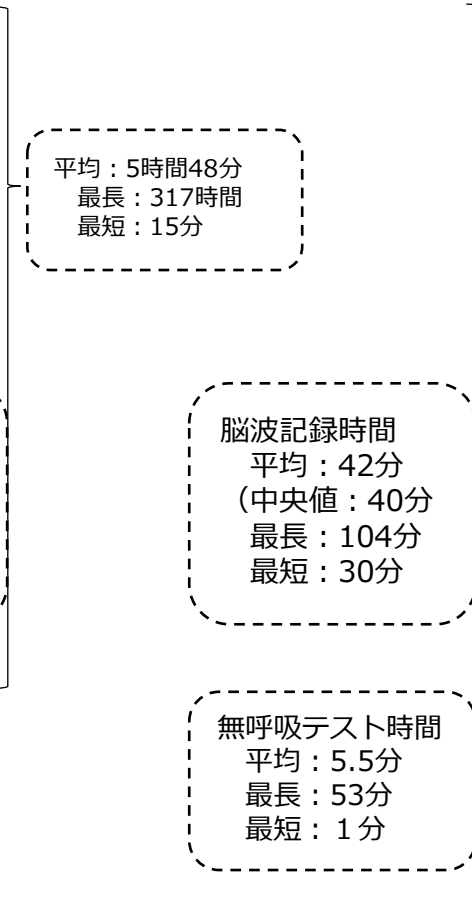 平均：5時間48分
最長：317時間
最短：15分
脳波記録時間
平均：42分
（中央値：40分
最長：104分
最短：30分
無呼吸テスト時間
平均：5.5分
最長：53分
最短：１分